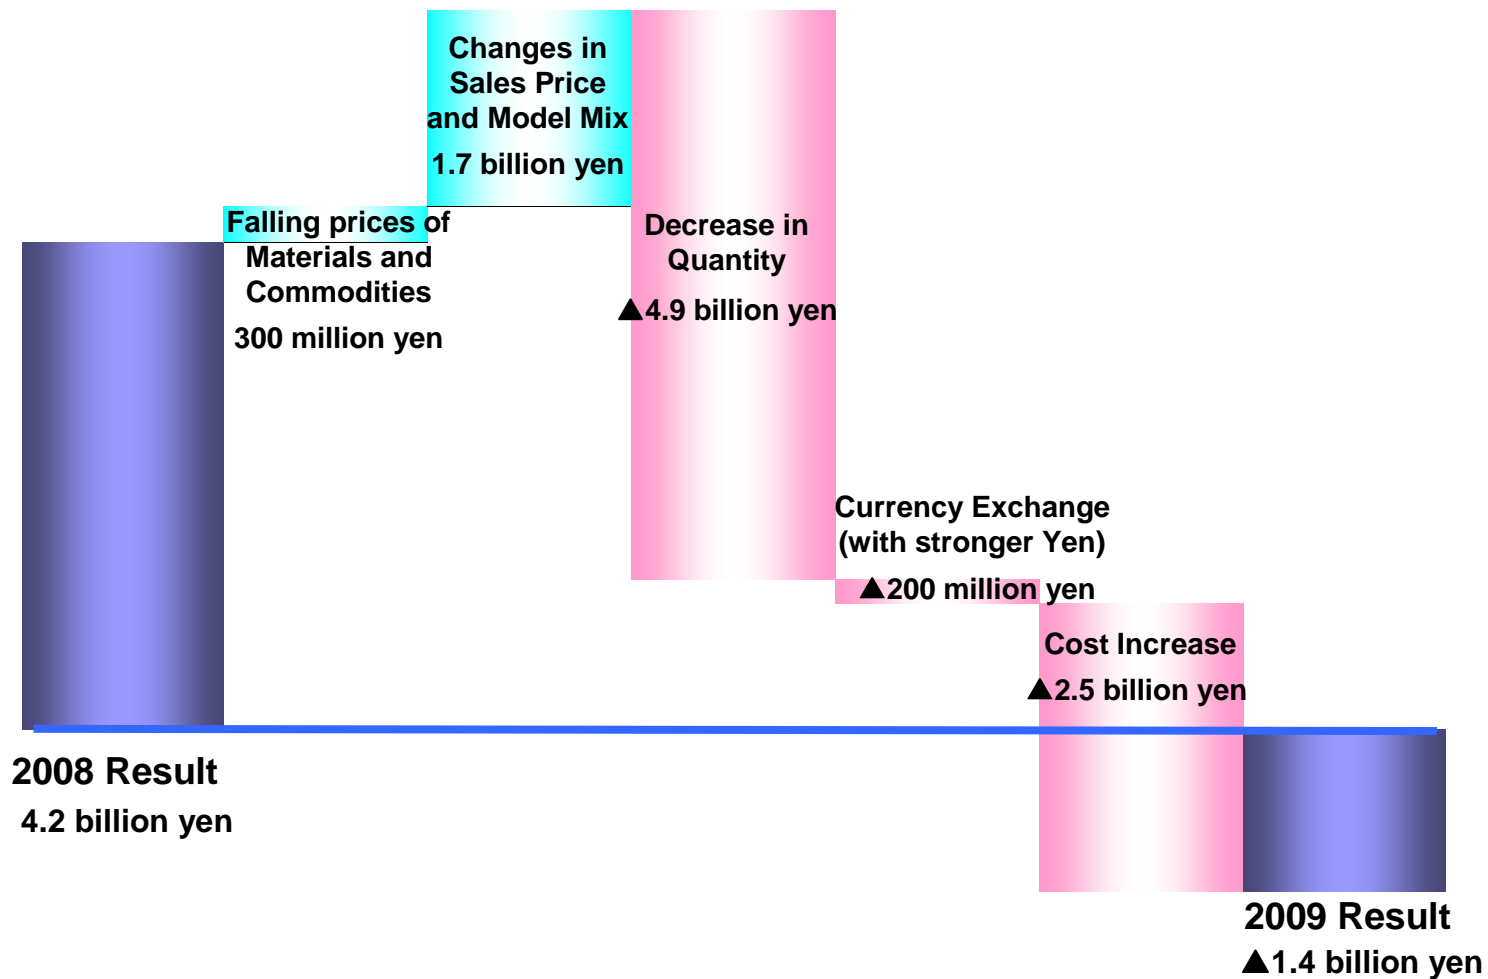 Changes in
Sales Price
and Model Mix
1.7 billion yen
Falling prices of
Materials and
Commodities
300 million yen
Decrease in
Quantity
▲4.9 billion yen
Currency Exchange
(with stronger Yen)
▲200 million yen
Cost Increase
▲2.5 billion yen
2008 Result
4.2 billion yen
2009 Result
▲1.4 billion yen